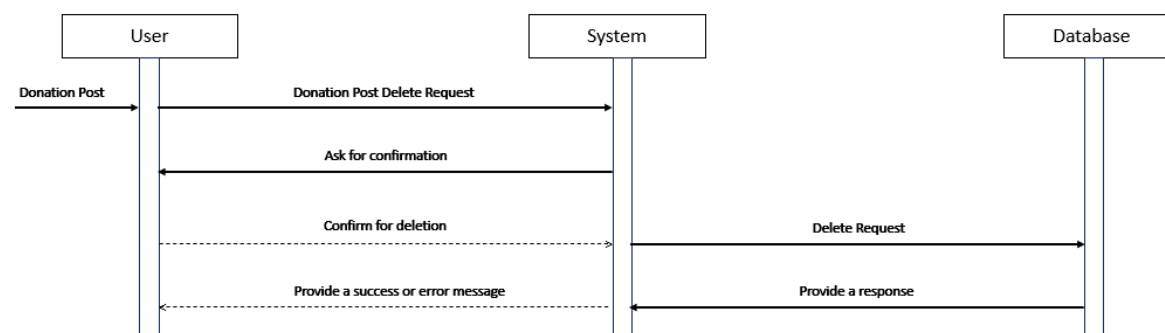 User
System
Database
Donation Post
Donation Post Delete Request
Ask for confirmation
Confirm for deletion
Delete Request
Provide a success or error message
Provide a response